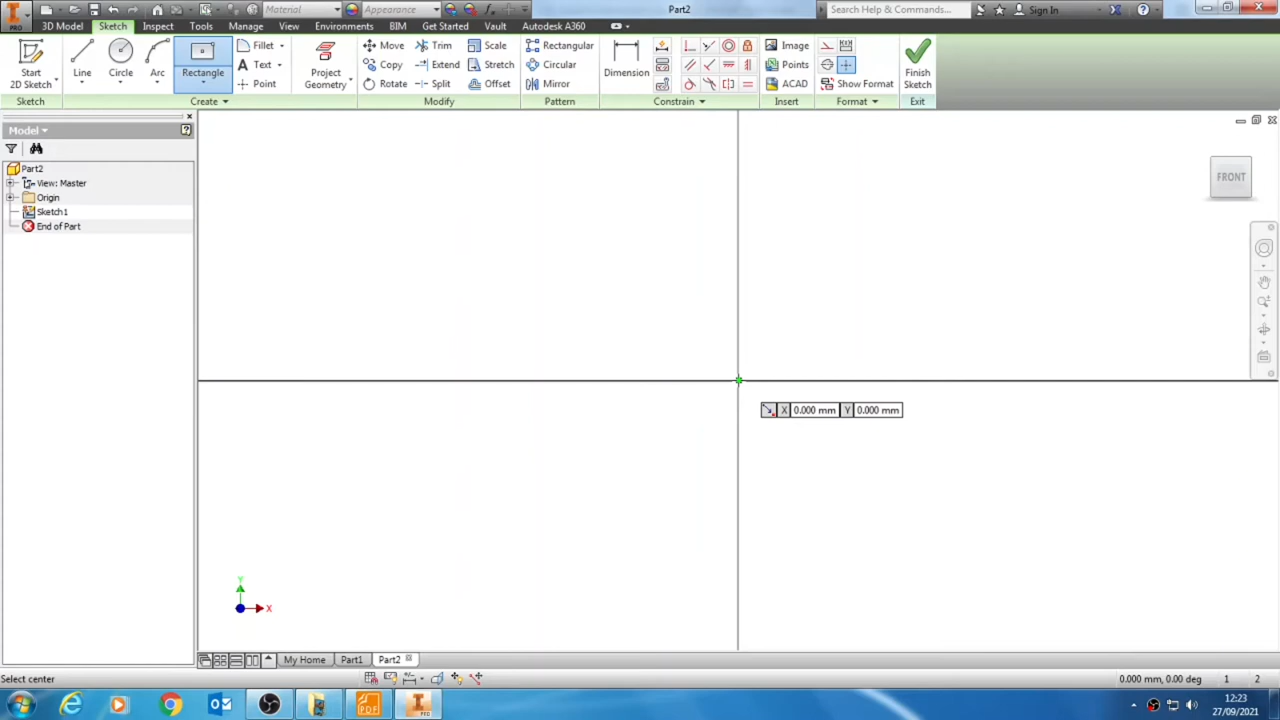 Material
Appearance
Part2
Search Help & Commands...
Sign In
PRO
3D Model
Sketch
Inspect
Tools
Manage
View
Environments
BIM
Get Started
Vault
Autodesk A360
Start
2D Sketch
Line
Circle
Arc
Rectangle
Fillet
Text
Point
Project
Geometry
Move
Copy
Rotate
Trim
Extend
Split
Scale
Stretch
Offset
Rectangular
Circular
Mirror
Dimension
Image
Points
ACAD
Show Format
Finish
Sketch
Sketch
Create
Modify
Pattern
Constrain
Insert
Format
Exit
Model
Part2
View: Master
Origin
Sketch1
End of Part
FRONT
X 0.000 mm Y 0.000 mm
Y
X
My Home
Part1
Part2
Select center
0.000 mm, 0.00 deg
1
2
PDF
PRO
12:23
27/09/2021